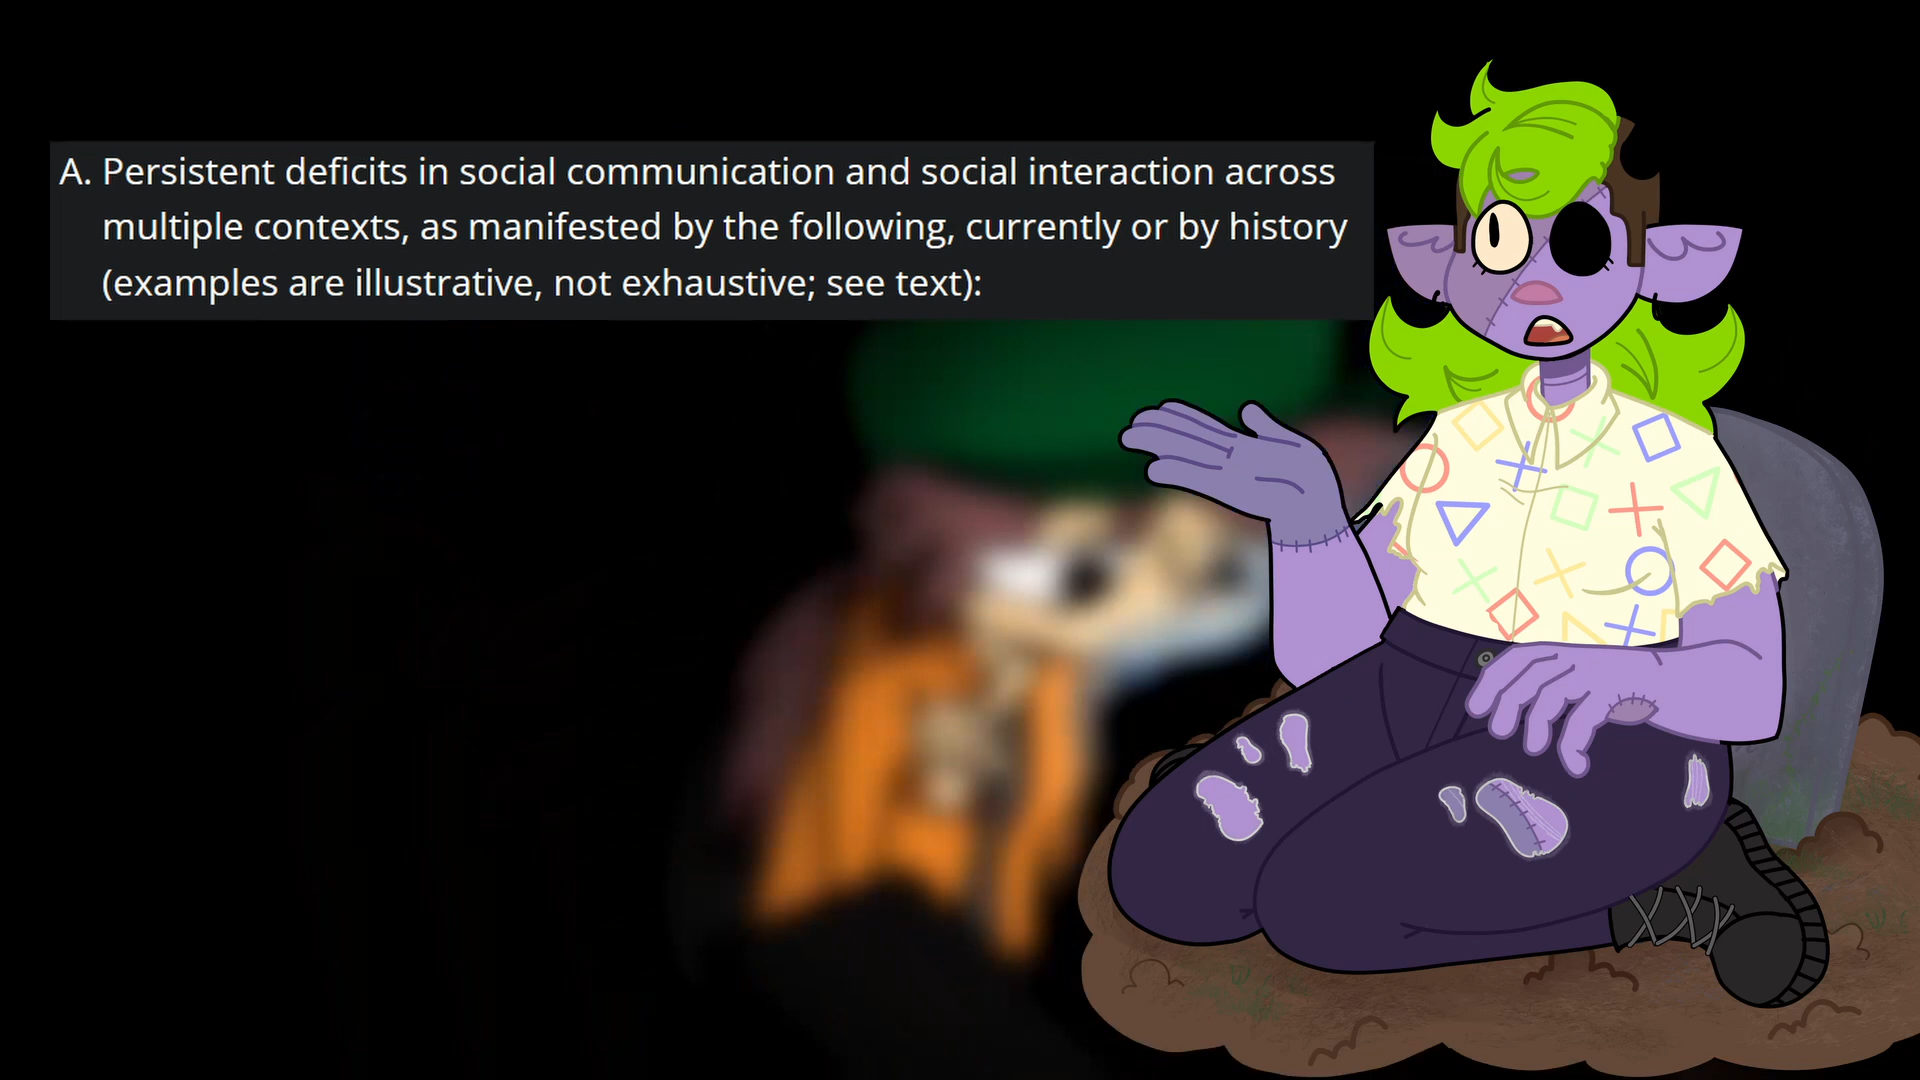 A. Persistent deficits in social communication and social interaction across
multiple contexts, as manifested by the following, currently or by history
(examples are illustrative, not exhaustive; see text):